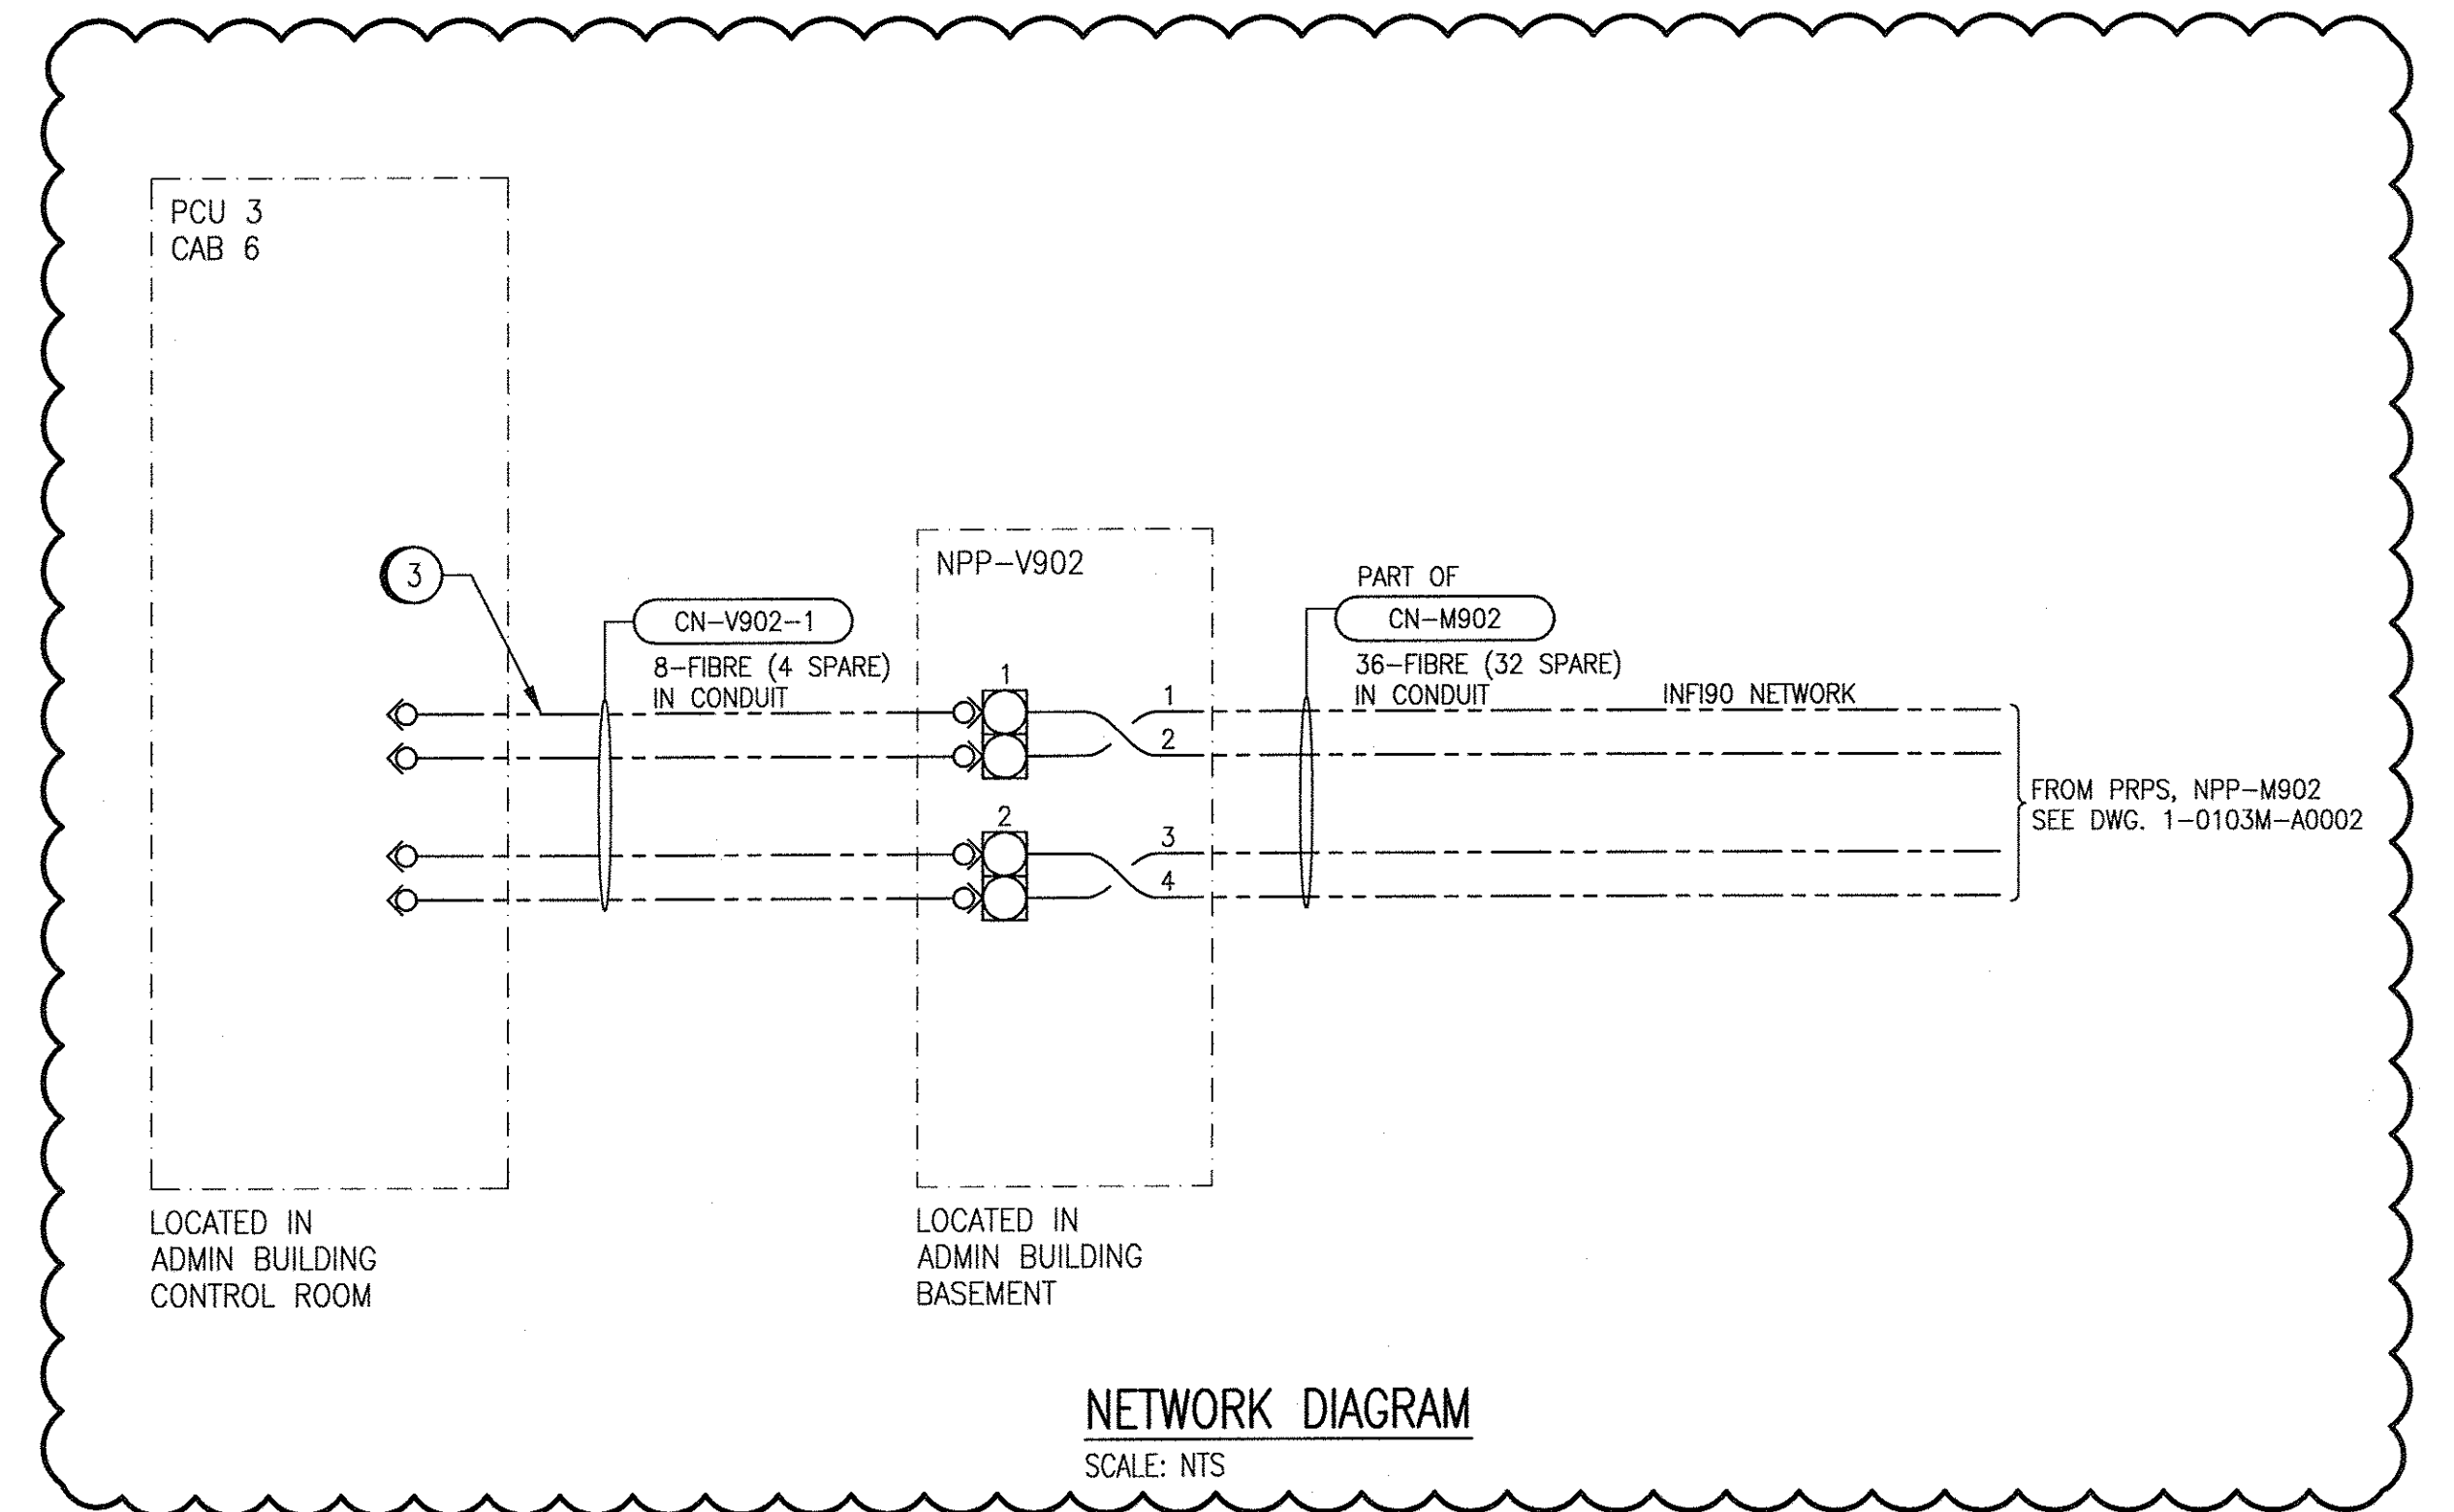 PCU 3
CAB 6
3
CN-V902-1
8-FIBRE (4 SPARE)
IN CONDUIT
NPP-V902
1
2
1
2
3
4
PART OF
CN-M902
36-FIBRE (32 SPARE)
IN CONDUIT
INFI90 NETWORK
FROM PRPS, NPP-M902
SEE DWG. 1-0103M-A0002
LOCATED IN
ADMIN BUILDING
CONTROL ROOM
LOCATED IN
ADMIN BUILDING
BASEMENT
NETWORK DIAGRAM
SCALE: NTS